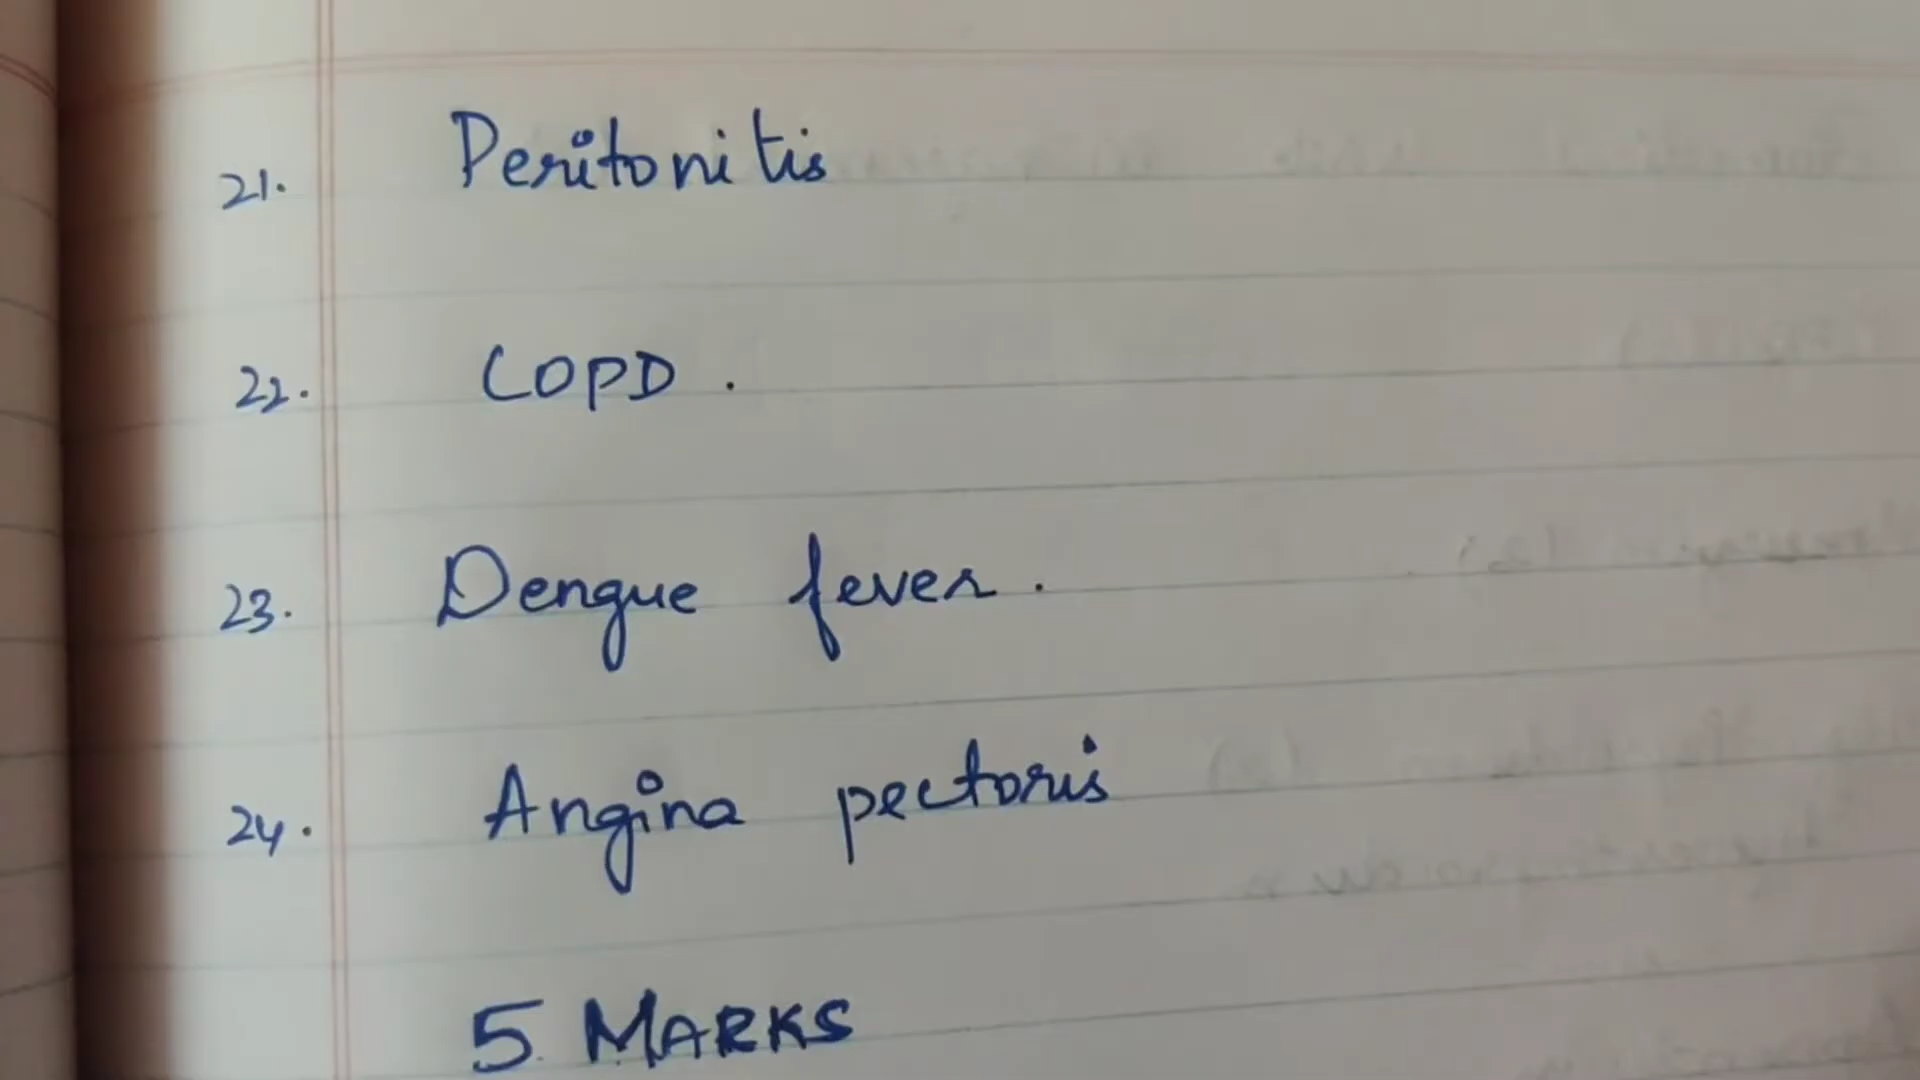 21. Peritonitis
22. COPD.
23. Dengue fever.
24. Angina pectoris
5 MARKS